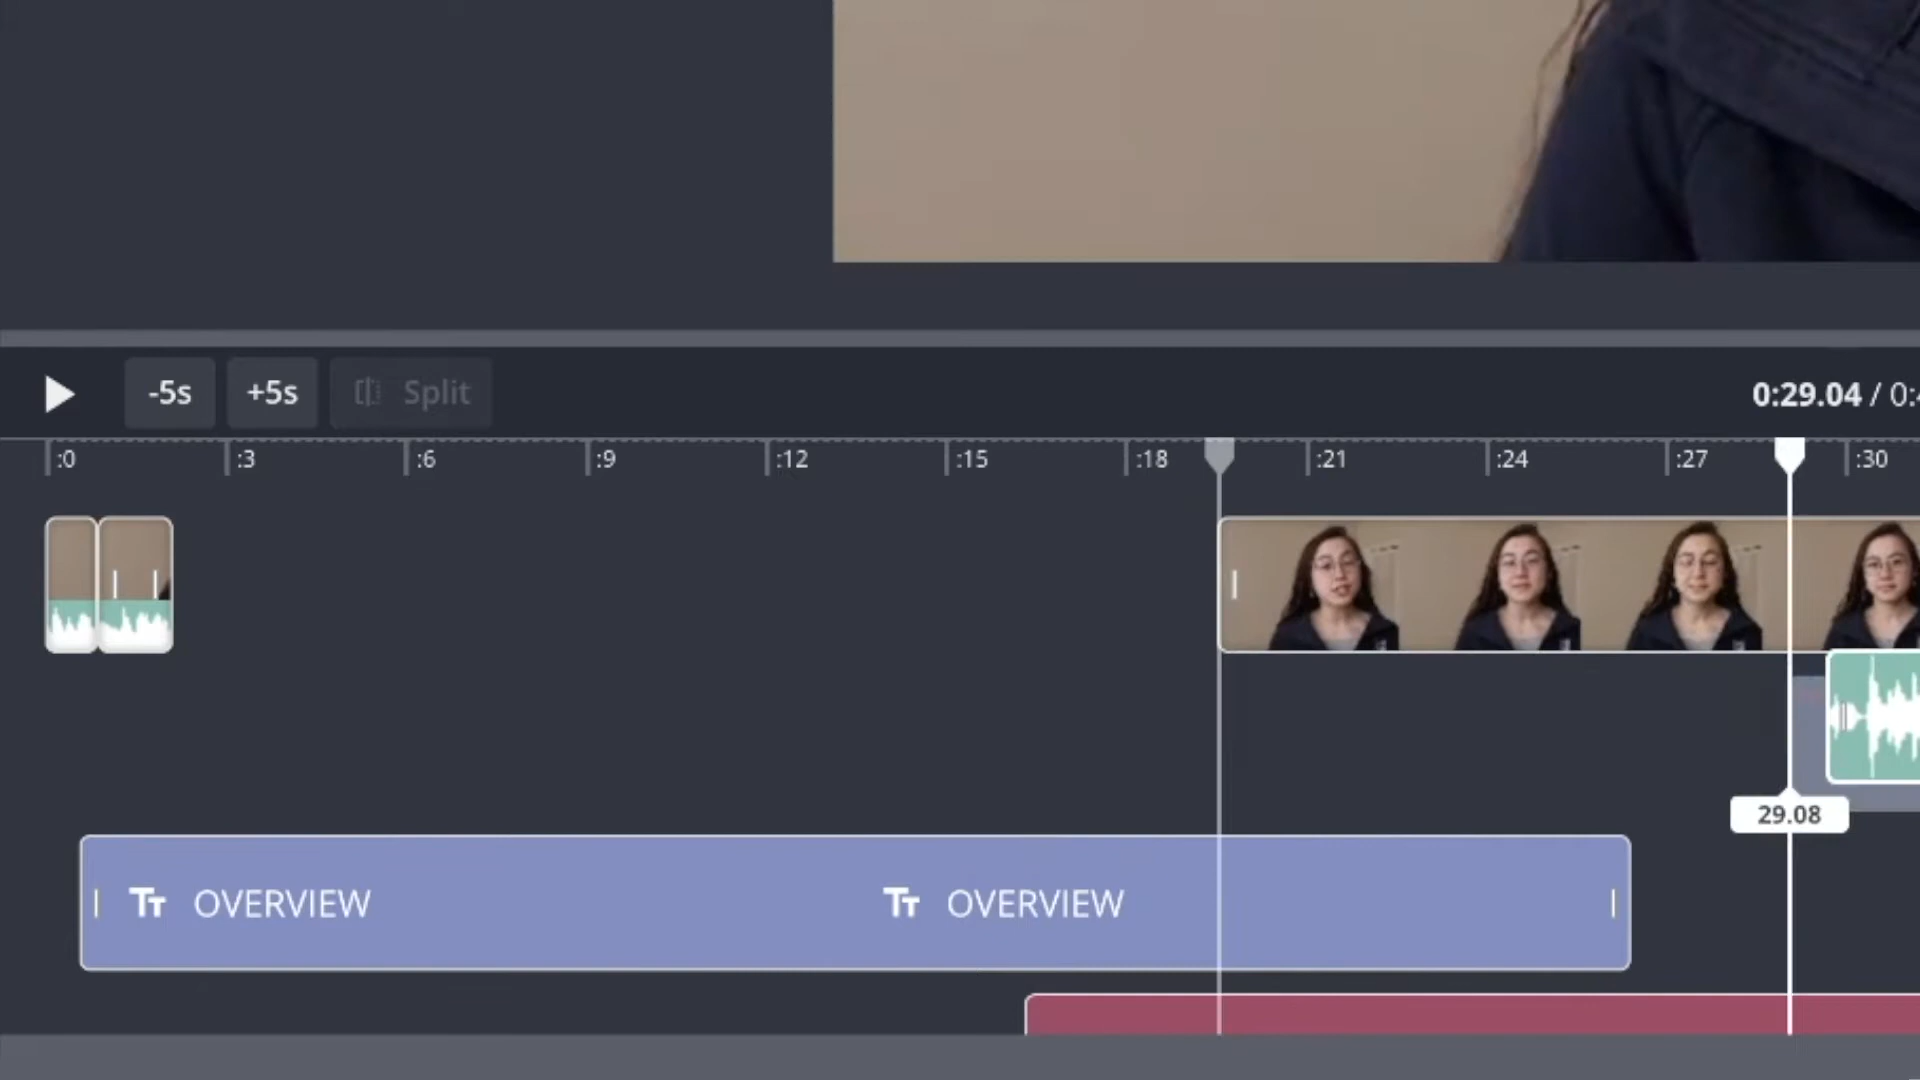 -5s +5s Split 0:29.04 / 0:
:0 :3 :6 :9 :12 :15 :18 :21 :24 :27 :30
29.08
OVERVIEW OVERVIEW